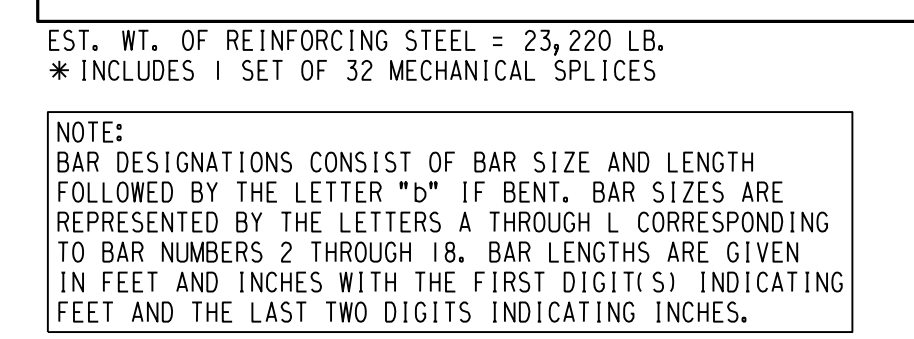 EST. WT. OF REINFORCING STEEL = 23,220 LB.
* INCLUDES 1 SET OF 32 MECHANICAL SPLICES
NOTE:
BAR DESIGNATIONS CONSIST OF BAR SIZE AND LENGTH
FOLLOWED BY THE LETTER "b" IF BENT. BAR SIZES ARE
REPRESENTED BY THE LETTERS A THROUGH L CORRESPONDING
TO BAR NUMBERS 2 THROUGH 18. BAR LENGTHS ARE GIVEN
IN FEET AND INCHES WITH THE FIRST DIGIT(S) INDICATING
FEET AND THE LAST TWO DIGITS INDICATING INCHES.